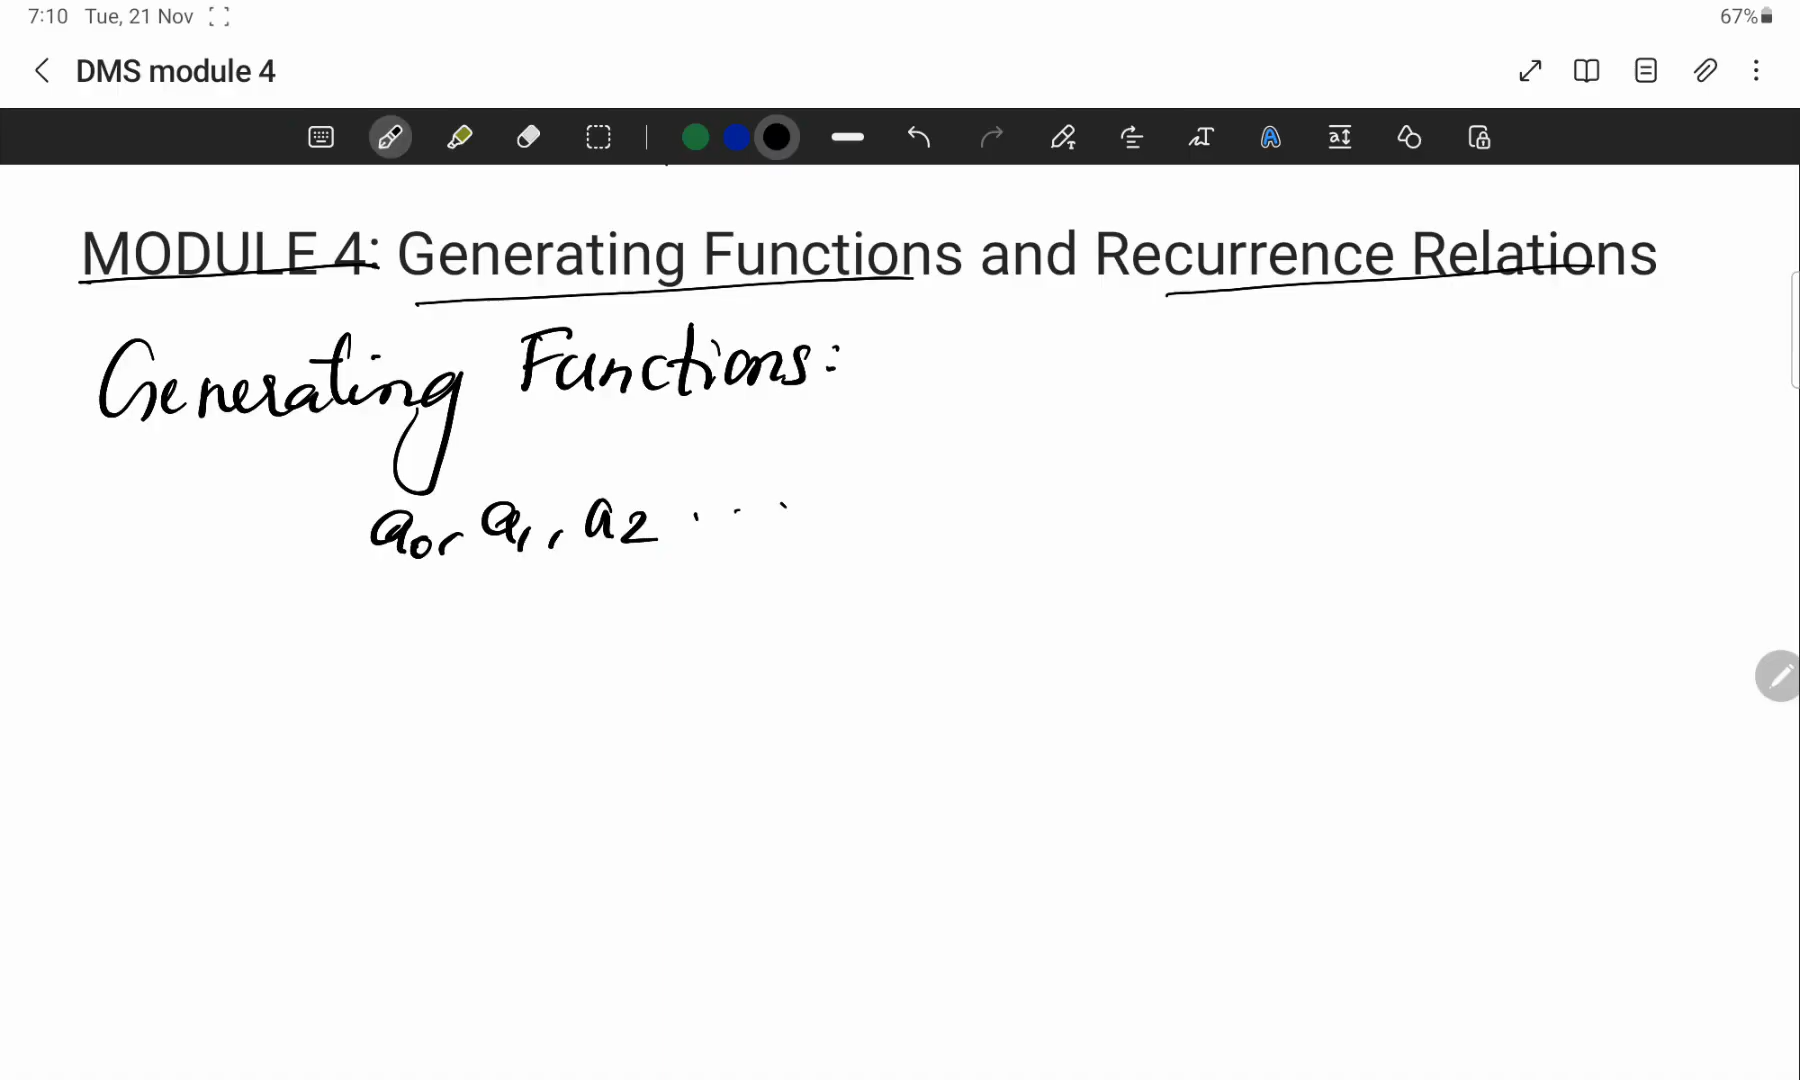 7:10 Tue, 21 Nov 67%
DMS module 4
MODULE 4: Generating Functions and Recurrence Relations
Generating Functions:
a0, a1, a2 ...